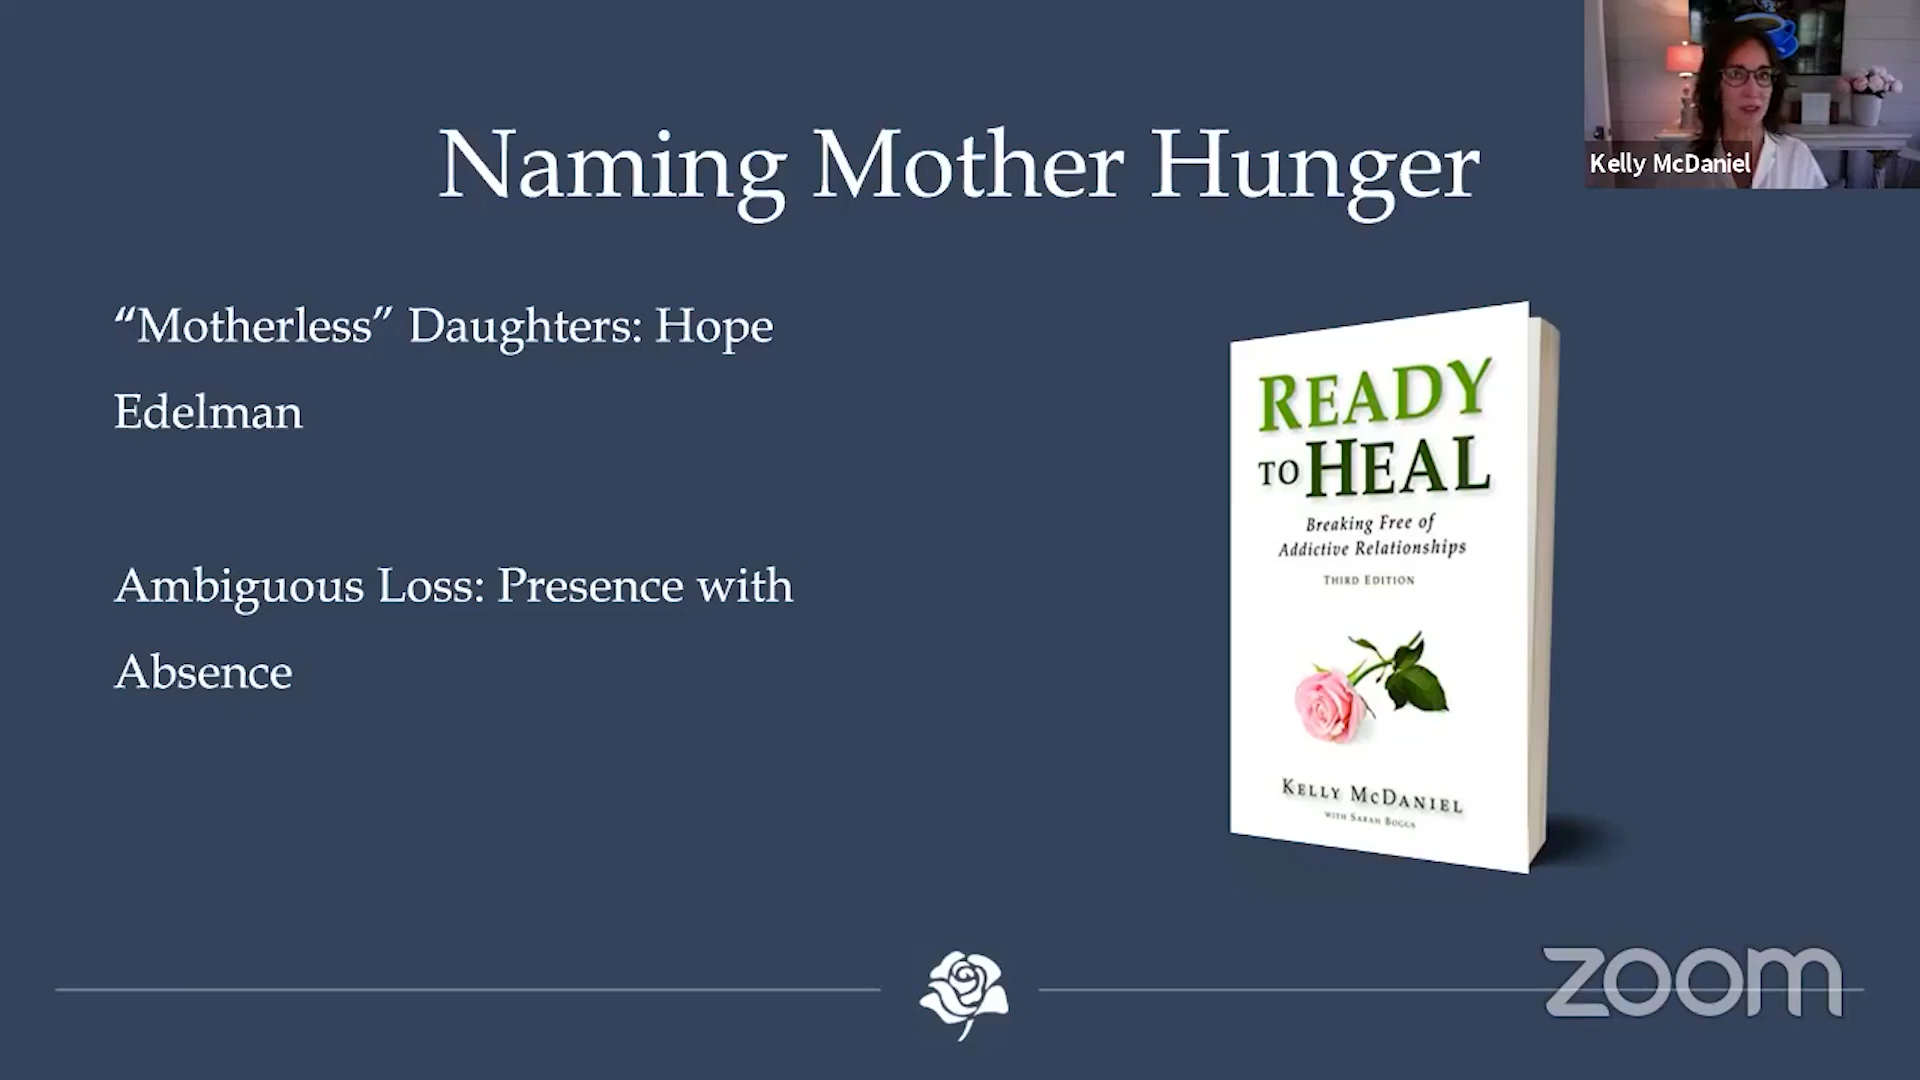 Naming Mother Hunger
Kelly McDaniel
“Motherless” Daughters: Hope
Edelman
Ambiguous Loss: Presence with
Absence
READY
TO HEAL
Breaking Free of
Addictive Relationships
THIRD EDITION
KELLY MCDANIEL
WITH SARAH BOGGS
zoom